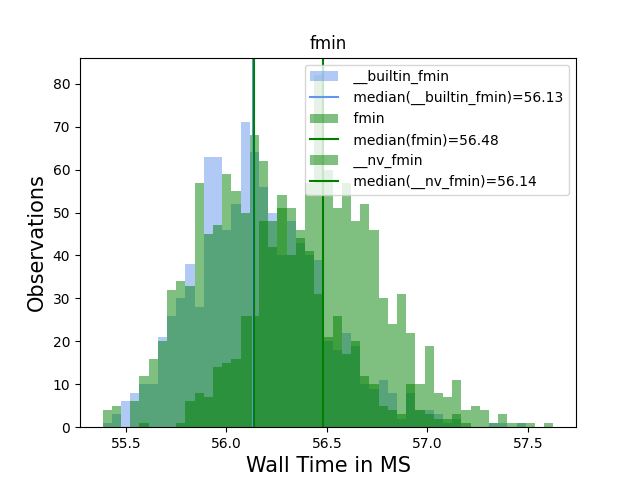 fmin
Observations
80
70
60
50
40
30
20
10
0
__builtin_fmin
median(__builtin_fmin)=56.13
fmin
median(fmin)=56.48
__nv_fmin
median(__nv_fmin)=56.14
55.5 56.0 56.5 57.0 57.5
Wall Time in MS